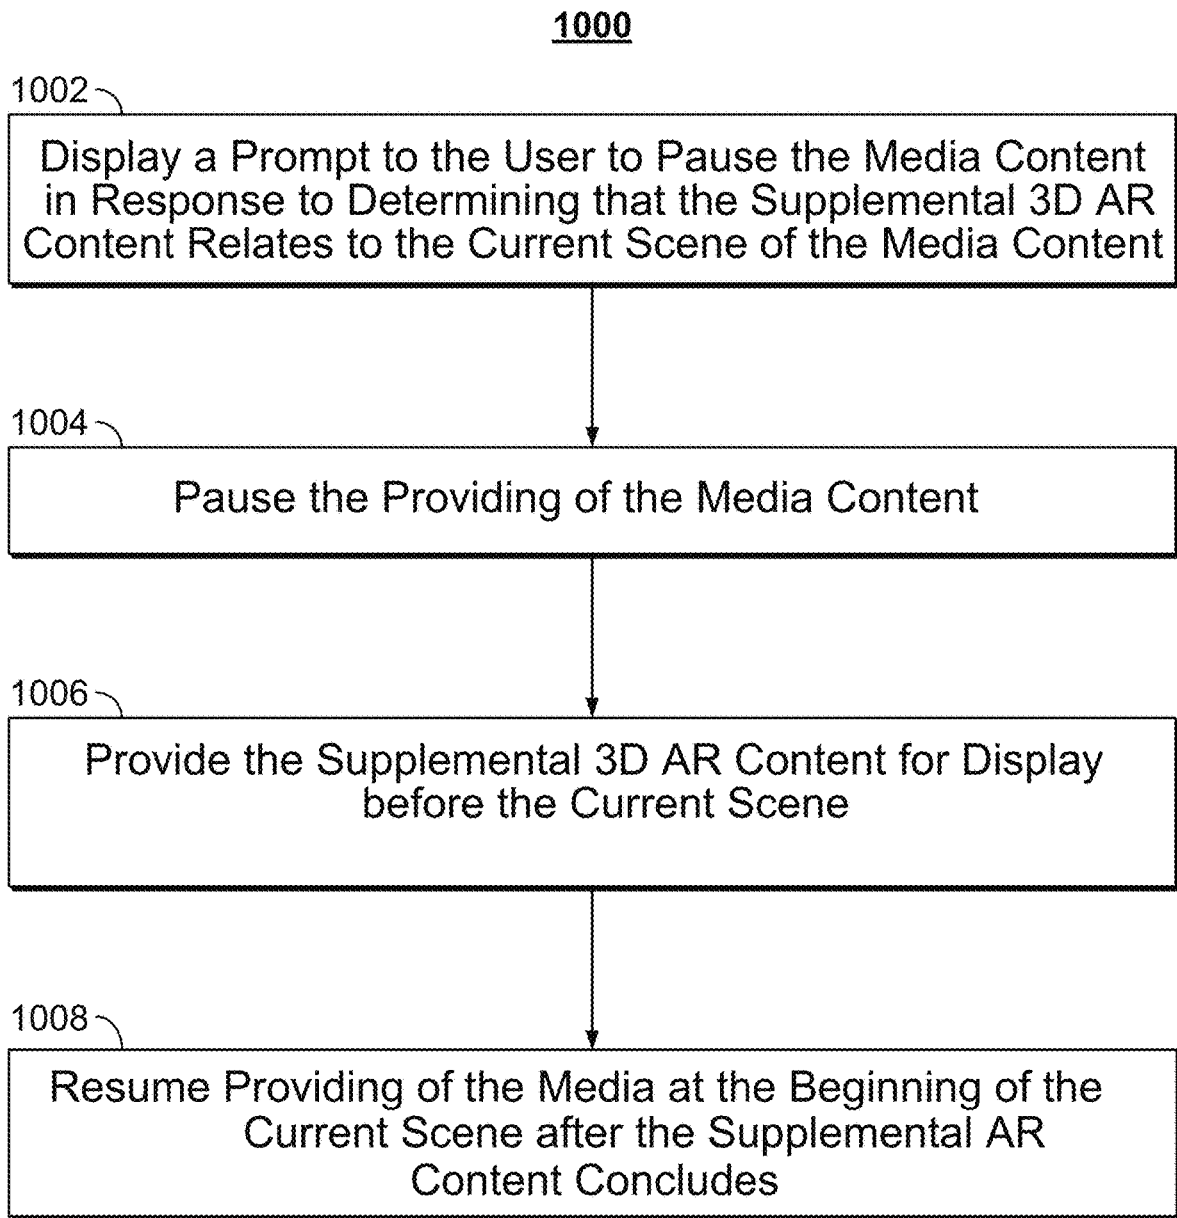 1000
1002
Display a Prompt to the User to Pause the Media Content
in Response to Determining that the Supplemental 3D AR
Content Relates to the Current Scene of the Media Content
1004
Pause the Providing of the Media Content
1006
Provide the Supplemental 3D AR Content for Display
before the Current Scene
1008
Resume Providing of the Media at the Beginning of the
Current Scene after the Supplemental AR
Content Concludes